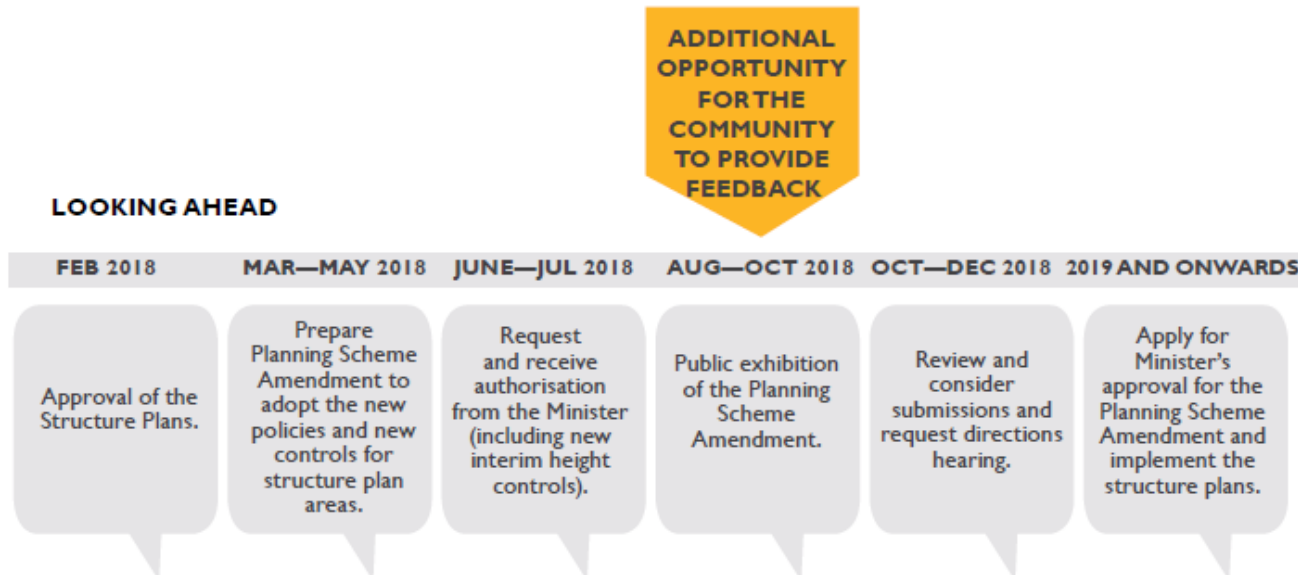 ADDITIONAL
OPPORTUNITY
FOR THE
COMMUNITY
TO PROVIDE
FEEDBACK
LOOKING AHEAD
FEB 2018
MAR—MAY 2018
JUNE—JUL 2018
AUG—OCT 2018
OCT—DEC 2018
2019 AND ONWARDS
Approval of the
Structure Plans.
Prepare
Planning Scheme
Amendment to
adopt the new
policies and new
controls for
structure plan
areas.
Request
and receive
authorisation
from the Minister
(including new
interim height
controls).
Public exhibition
of the Planning
Scheme
Amendment.
Review and
consider
submissions and
request directions
hearing.
Apply for
Minister's
approval for the
Planning Scheme
Amendment and
implement the
structure plans.